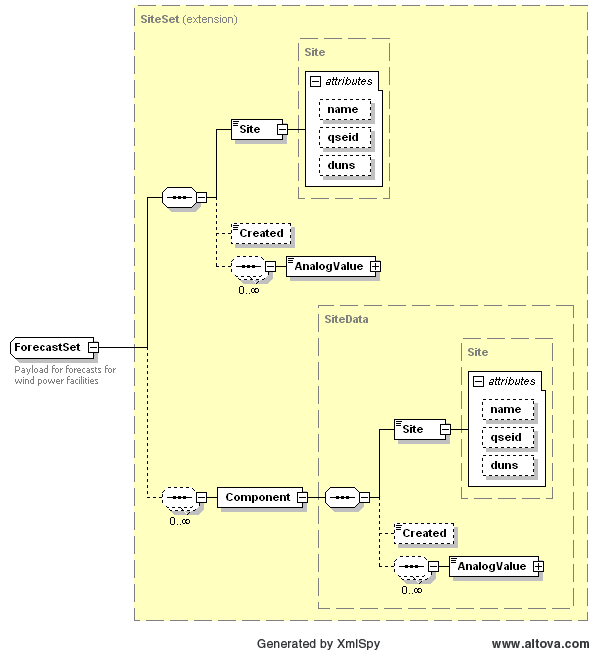 SiteSet (extension)
Site
attributes
name
Site
qseid
duns
Created
AnalogValue
0..∞
SiteData
ForecastSet
Payload for forecasts for
wind power facilities
Site
attributes
name
Site
qseid
duns
Component
0..∞
Created
AnalogValue
0..∞
Generated by XmlSpy
www.altova.com